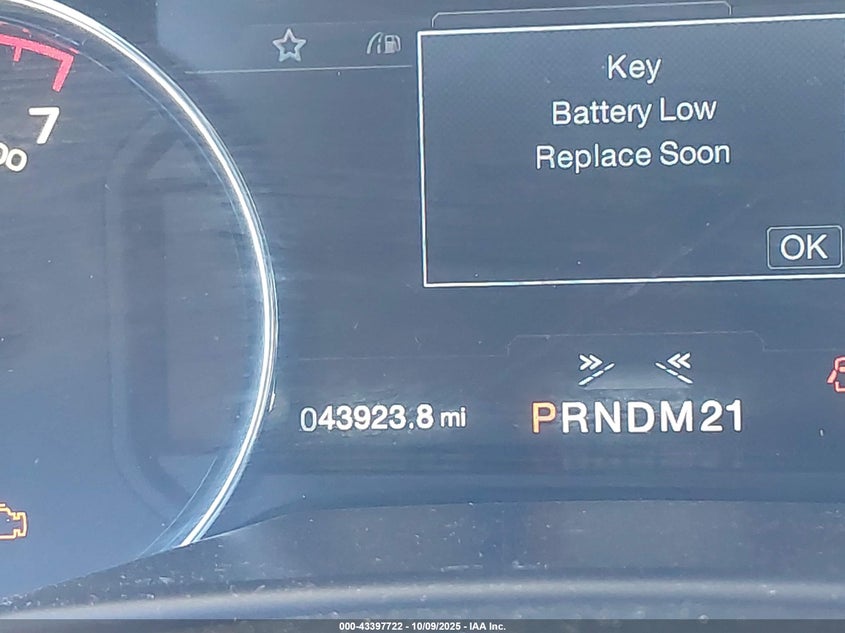 Key
Battery Low
Replace Soon
OK
7
043923.8 mi
PRNDM21
000-43397722 - 10/09/2025 - IAA Inc.